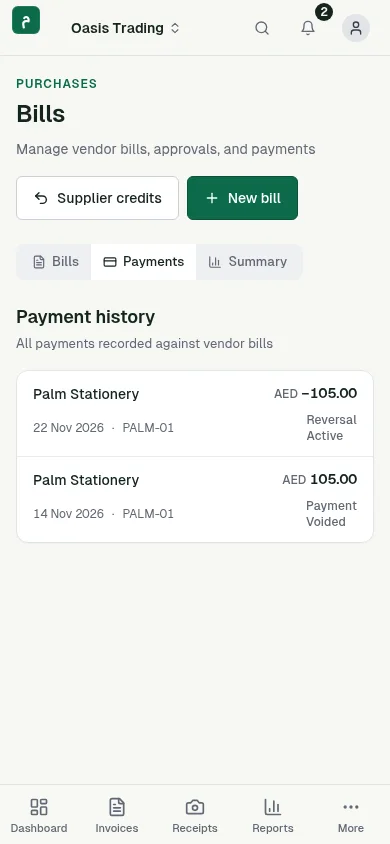 م
Oasis Trading
2
PURCHASES
Bills
Manage vendor bills, approvals, and payments
Supplier credits
New bill
Bills
Payments
Summary
Payment history
All payments recorded against vendor bills
Palm Stationery
AED −105.00
22 Nov 2026 · PALM-01
Reversal
Active
Palm Stationery
AED 105.00
14 Nov 2026 · PALM-01
Payment
Voided
Dashboard
Invoices
Receipts
Reports
More